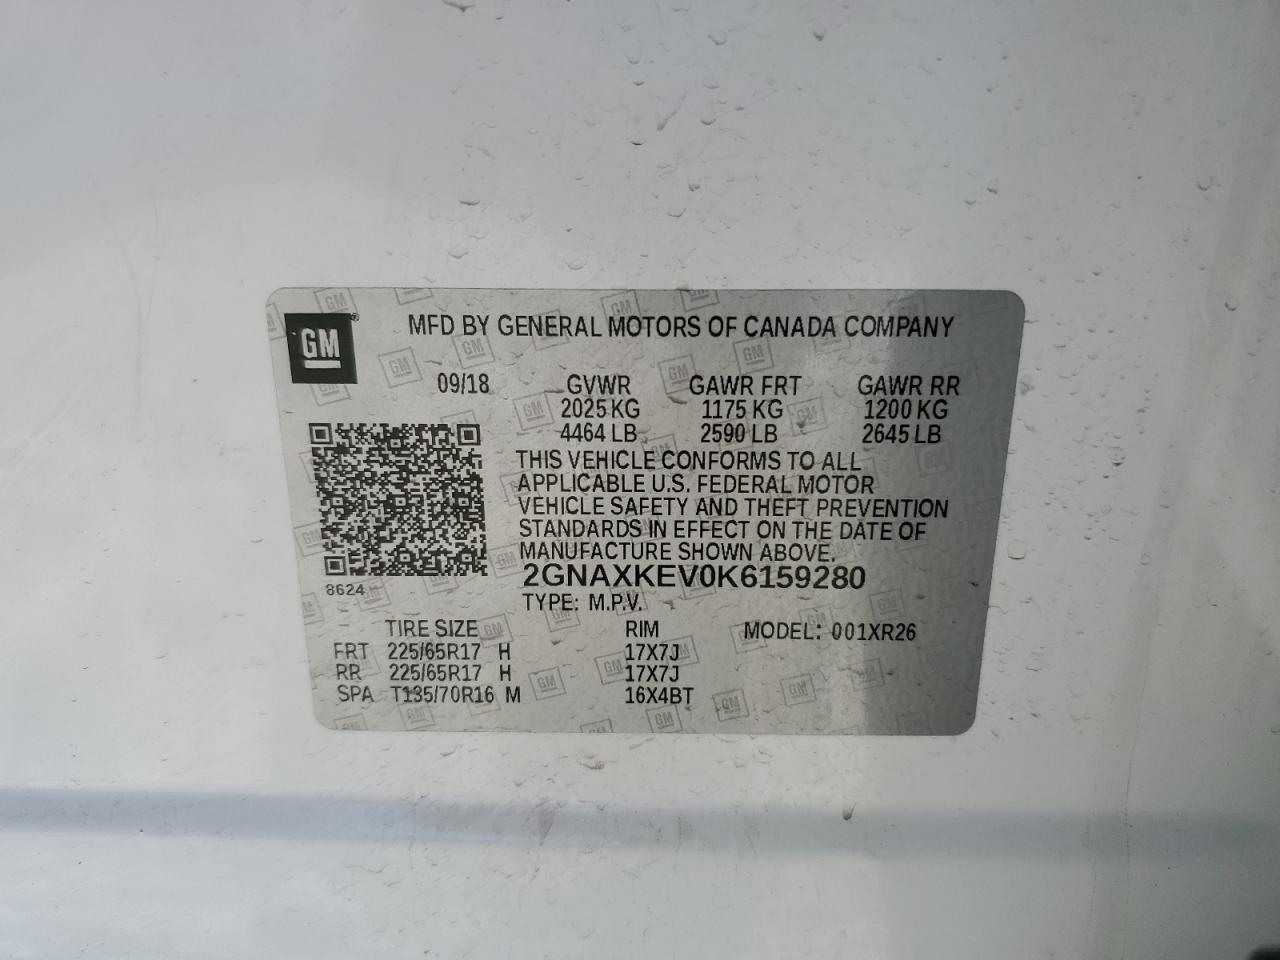 GM®
MFD BY GENERAL MOTORS OF CANADA COMPANY
09/18 GVWR GAWR FRT GAWR RR
2025 KG 1175 KG 1200 KG
4464 LB 2590 LB 2645 LB
THIS VEHICLE CONFORMS TO ALL
APPLICABLE U.S. FEDERAL MOTOR
VEHICLE SAFETY AND THEFT PREVENTION
STANDARDS IN EFFECT ON THE DATE OF
MANUFACTURE SHOWN ABOVE.
2GNAXKEV0K6159280
8624
TYPE: M.P.V.
TIRE SIZE RIM MODEL: 001XR26
FRT 225/65R17 H 17X7J
RR 225/65R17 H 17X7J
SPA T135/70R16 M 16X4BT